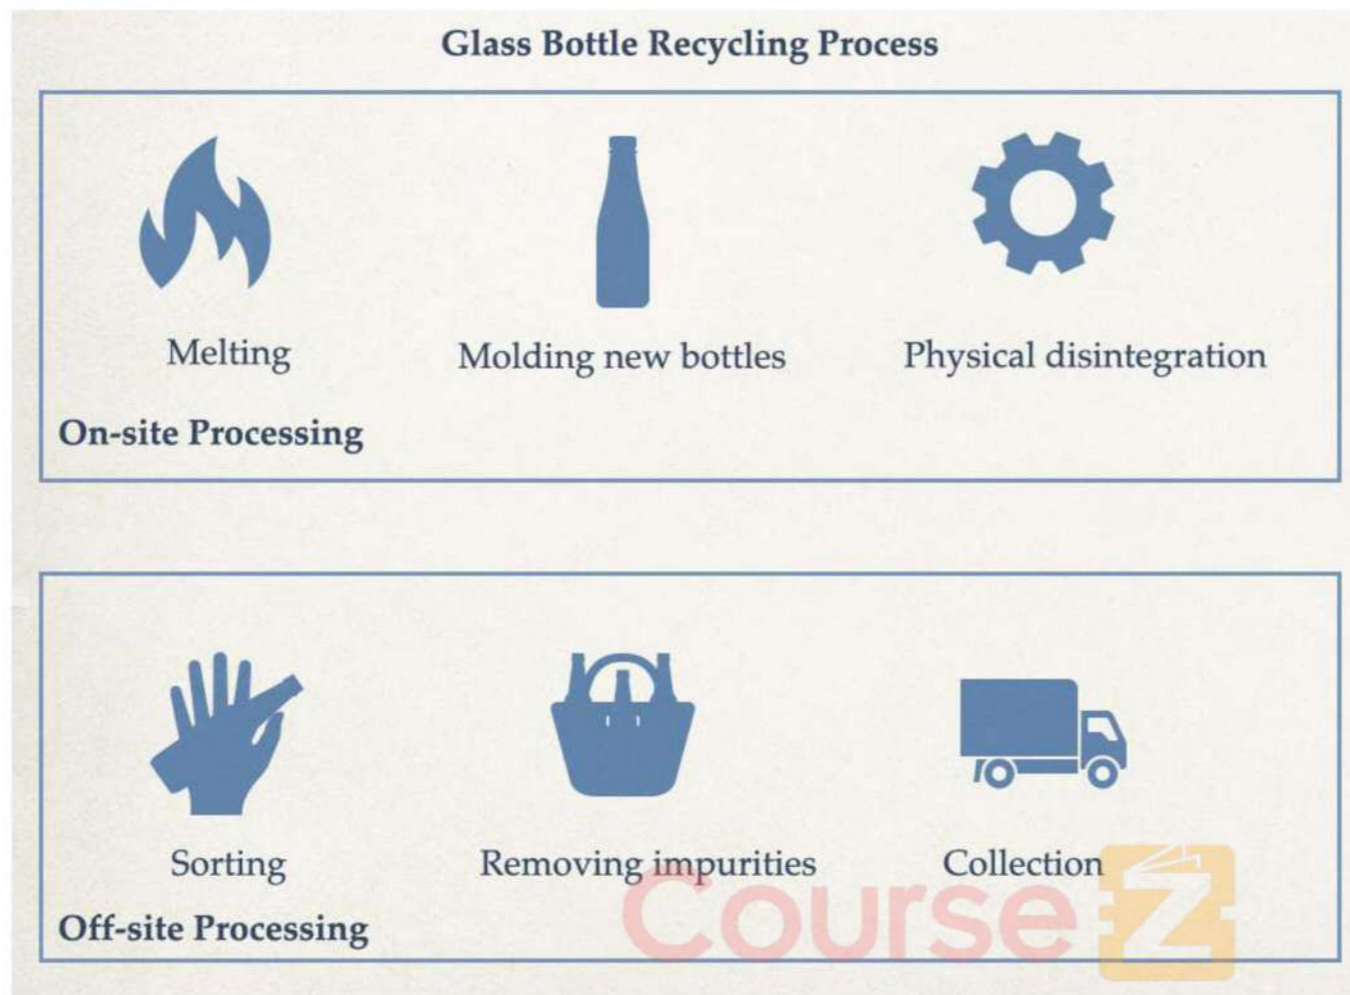 Glass Bottle Recycling Process
Melting
Molding new bottles
Physical disintegration
On-site Processing
Sorting
Removing impurities
Collection
Off-site Processing
Course Z